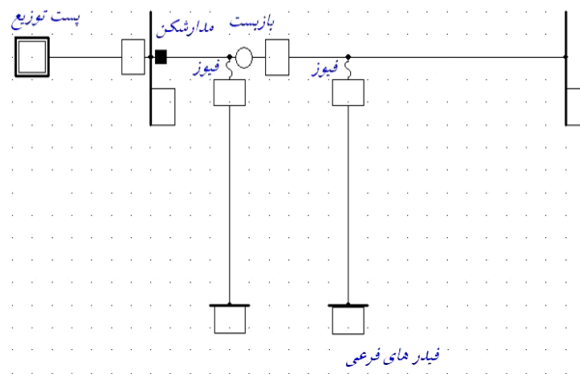 پست توزیع
مدارشکن
بازبست
فیوز
فیوز
فیدر های فرعی